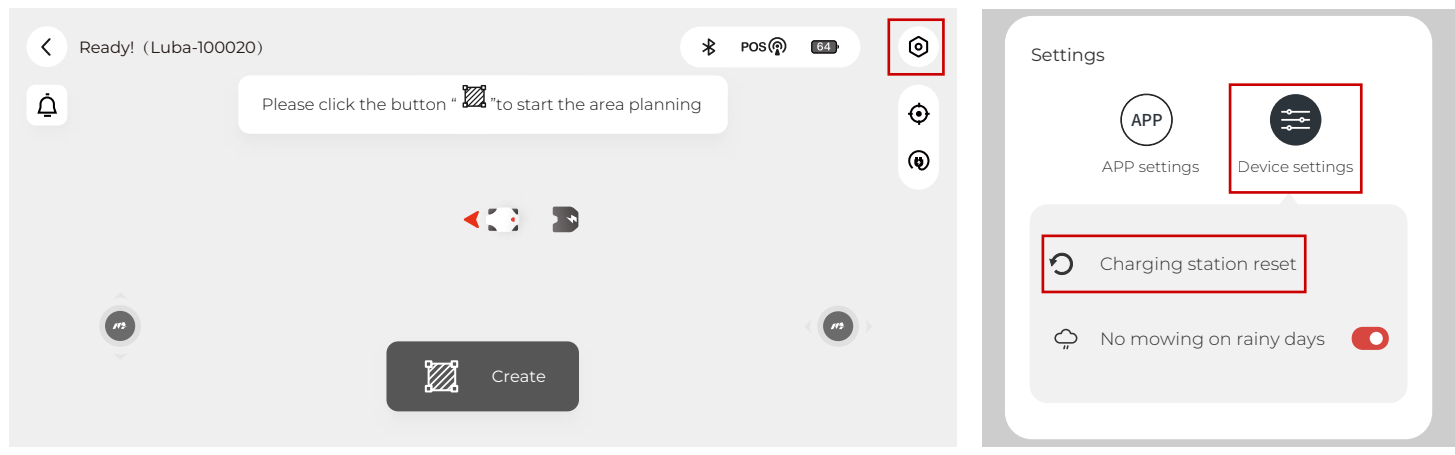 Ready!（Luba-100020）
POS
64
Please click the button “ ”to start the area planning
Create
Settings
APP
APP settings
Device settings
Charging station reset
No mowing on rainy days